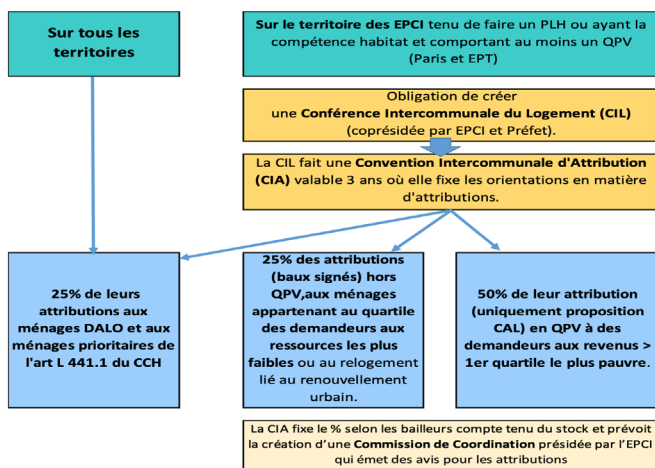 Sur tous les
territoires
Sur le territoire des EPCI tenu de faire un PLH ou ayant la
compétence habitat et comportant au moins un QPV
(Paris et EPT)
Obligation de créer
une Conférence Intercommunale du Logement (CIL)
(coprésidée par EPCI et Préfet).
La CIL fait une Convention Intercommunale d'Attribution
(CIA) valable 3 ans où elle fixe les orientations en matière
d'attributions.
25% de leurs
attributions aux
ménages DALO et aux
ménages prioritaires de
l'art L 441.1 du CCH
25% des attributions
(baux signés) hors
QPV,aux ménages
appartenant au quartile
des demandeurs aux
ressources les plus
faibles ou au relogement
lié au renouvellement
urbain.
50% de leur attribution
(uniquement proposition
CAL) en QPV à des
demandeurs aux revenus >
1er quartile le plus pauvre.
La CIA fixe le % selon les bailleurs compte tenu du stock et prévoit
la création d’une Commission de Coordination présidée par l’EPCI
qui émet des avis pour les attributions